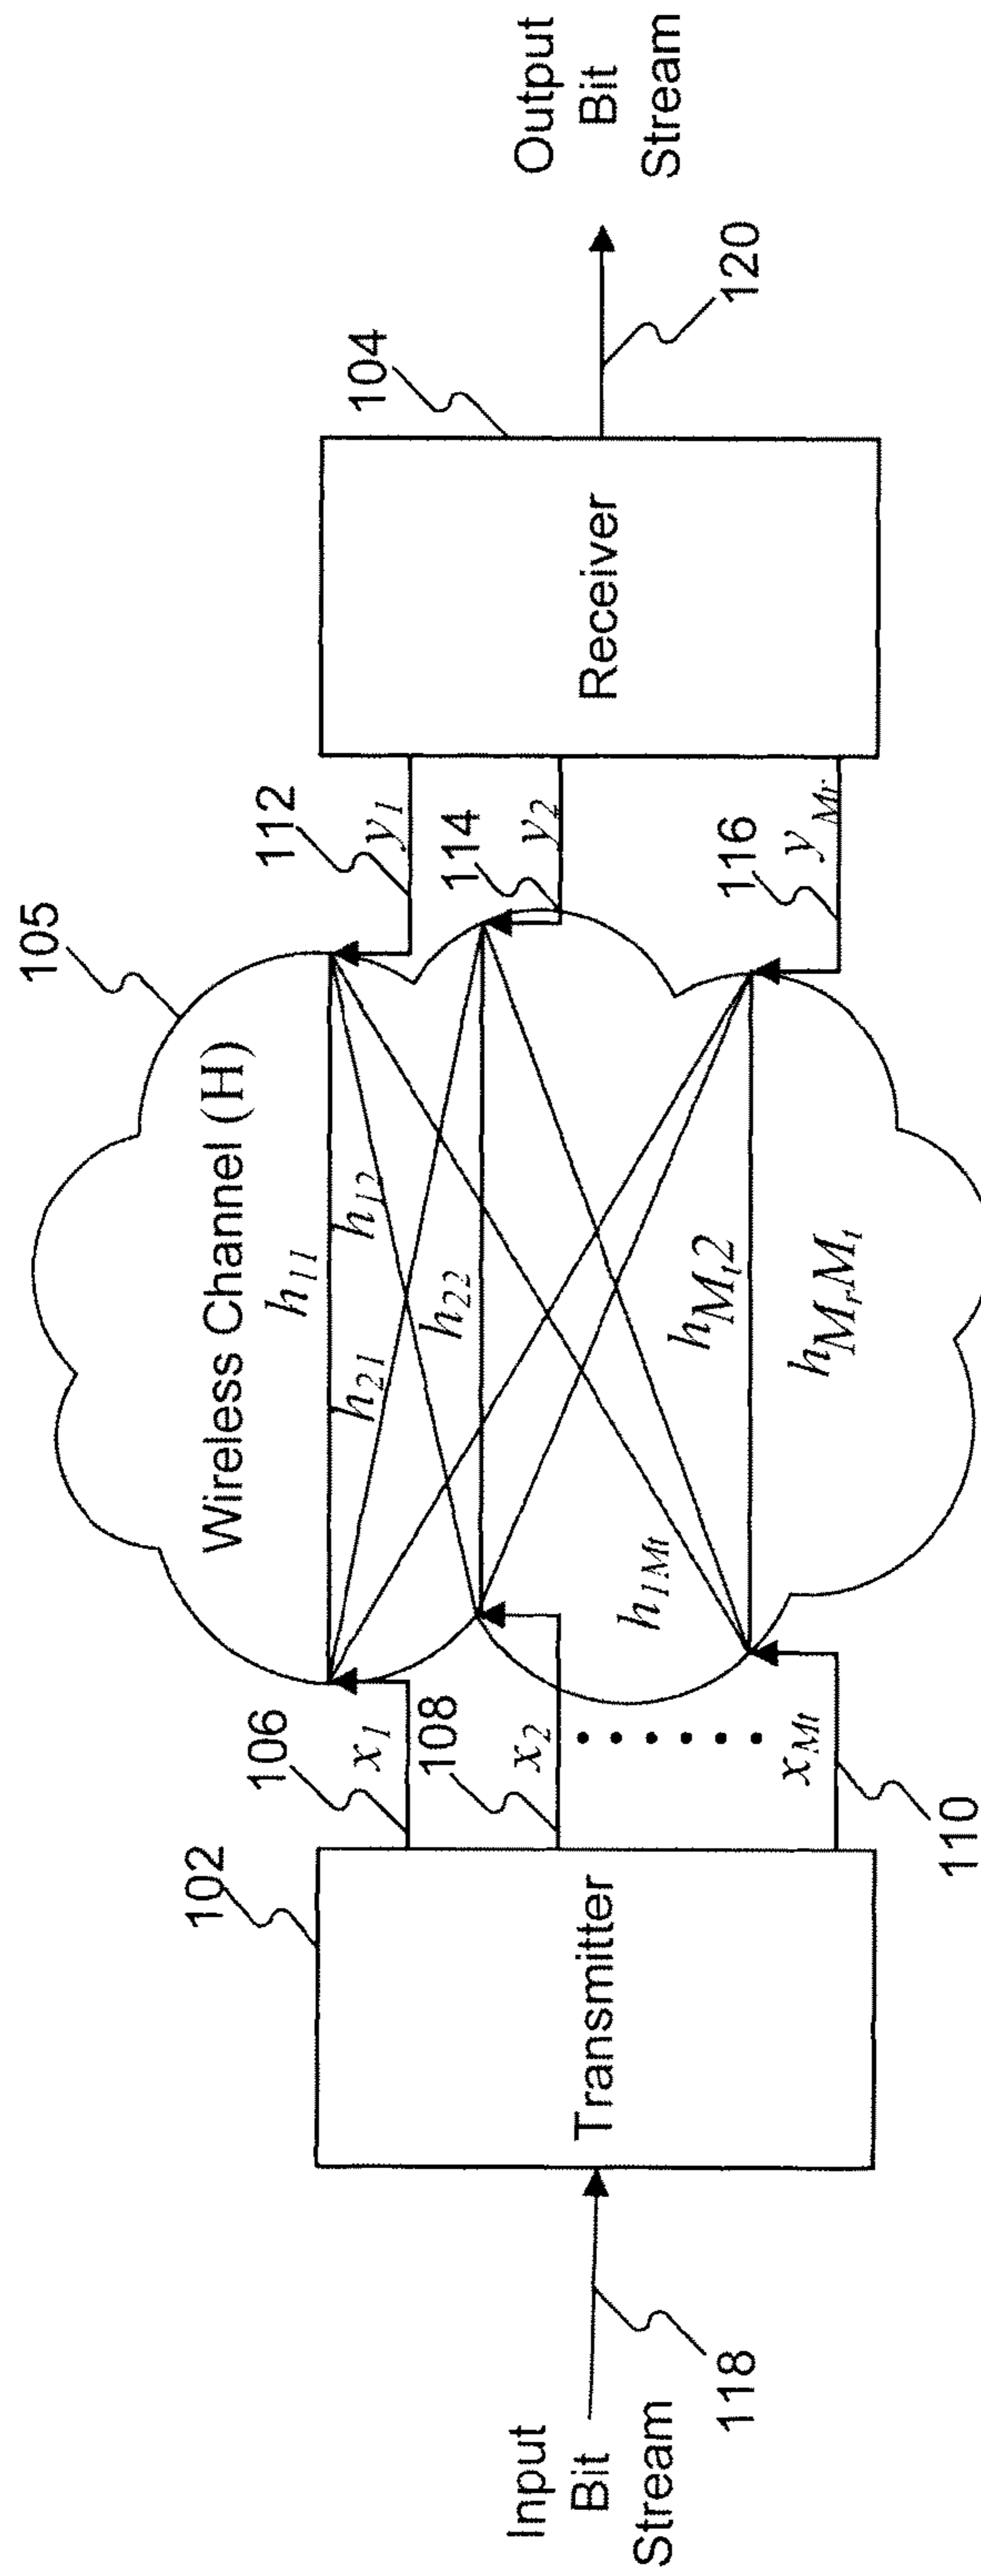 Input
Bit
Stream
118
102
Transmitter
106
x1
108
x2
xMt
110
105
Wireless Channel (H)
h11
h12
h21
h22
h1Mt
hMt2
hMrMt
112
y1
114
y2
116
yMr
104
Receiver
120
Output
Bit
Stream